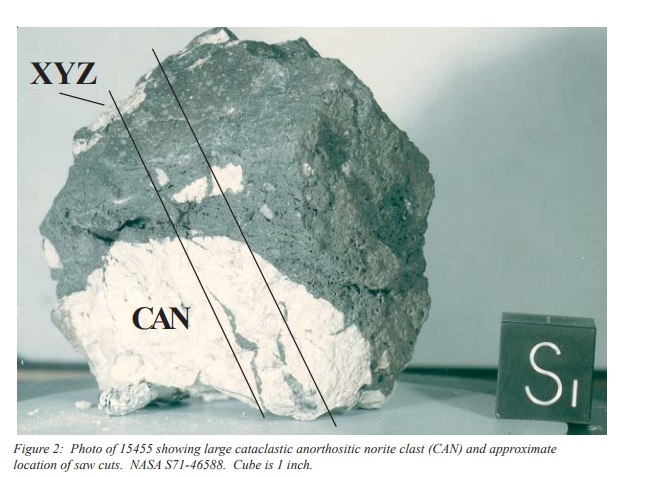 XYZ
CAN
S1
Figure 2: Photo of 15455 showing large cataclastic anorthositic norite clast (CAN) and approximate
location of saw cuts. NASA S71-46588. Cube is 1 inch.